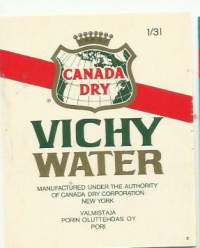 1/3 l
CANADA
DRY
VICHY
WATER
MANUFACTURED UNDER THE AUTHORITY
OF CANADA DRY CORPORATION
NEW YORK
VALMISTAJA
PORIN OLUTTEHDAS OY
PORI